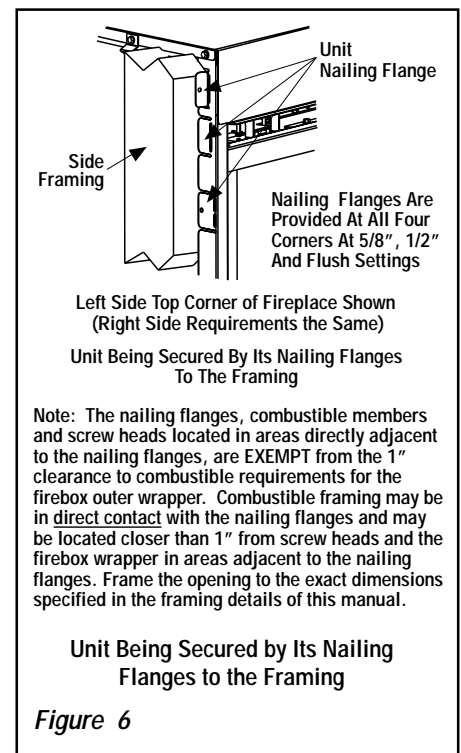 Unit
Nailing Flange
Side
Framing
Nailing Flanges Are
Provided At All Four
Corners At 5/8", 1/2"
And Flush Settings
Left Side Top Corner of Fireplace Shown
(Right Side Requirements the Same)
Unit Being Secured By Its Nailing Flanges
To The Framing
Note: The nailing flanges, combustible members
and screw heads located in areas directly adjacent
to the nailing flanges, are EXEMPT from the 1"
clearance to combustible requirements for the
firebox outer wrapper. Combustible framing may be
in direct contact with the nailing flanges and may
be located closer than 1" from screw heads and the
firebox wrapper in areas adjacent to the nailing
flanges. Frame the opening to the exact dimensions
specified in the framing details of this manual.
Unit Being Secured by Its Nailing
Flanges to the Framing
Figure 6